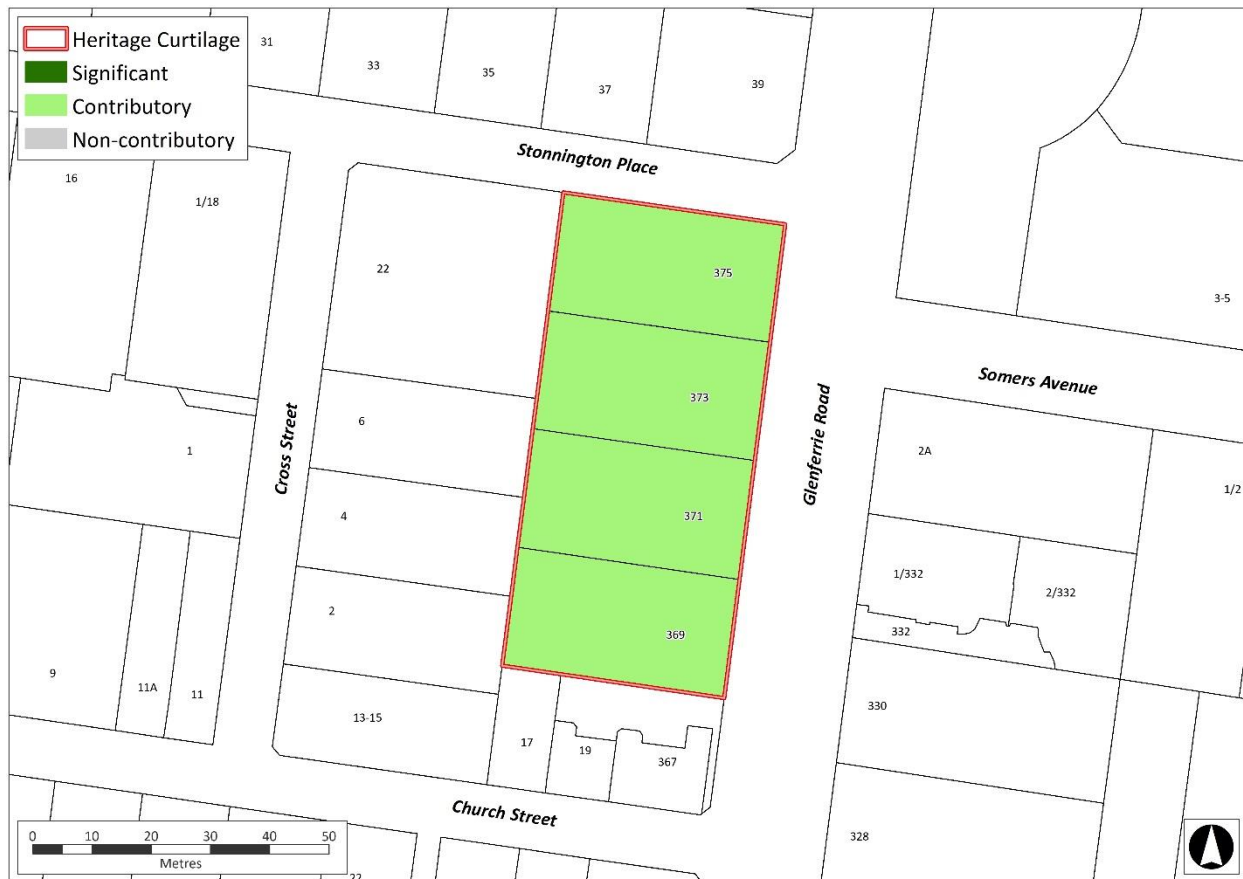 Heritage Curtilage
Significant
Contributory
Non-contributory
31
33
35
37
39
Stonnington Place
16
1/18
22
375
3-5
Somers Avenue
373
Glenferrie Road
Cross Street
6
1
2A
1/2
4
371
1/332
2/332
2
332
369
9
11A
11
13-15
330
17
19
367
Church Street
328
0 10 20 30 40 50
Metres